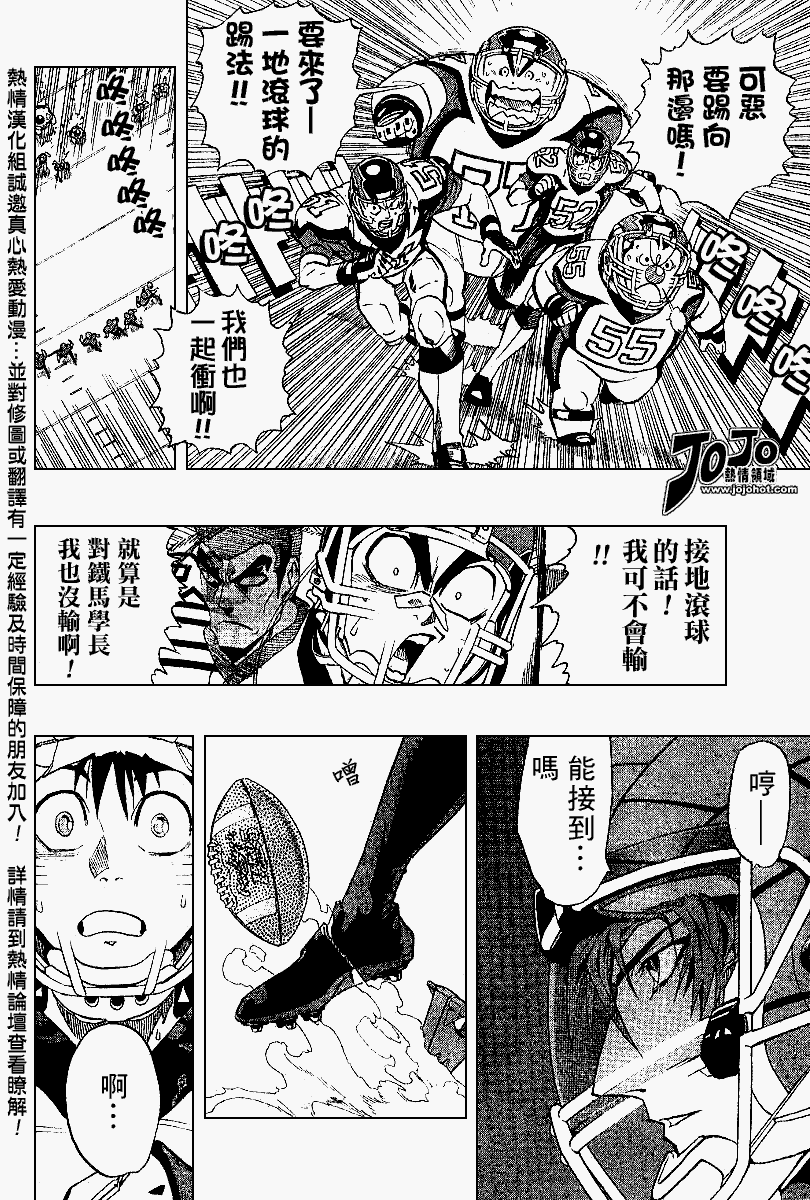 可惡
要踢向
那邊嗎！
要來了—
一地滾球的
踢法！！
我們也
一起衝啊！！
咚
咚
咚
咚
咚
咚
咚
咚
咚
JOJO
熱情領域
www.jojohot.com
接地滾球
的話！
我可不會輸
！！
就算是
對鐵馬學長
我也沒輸啊！
哼—
能接到…
嗎
噌
啊…
熱情漢化組誠邀真心熱愛動漫…並對修圖或翻譯有一定經驗及時間保障的朋友加入！　詳情請到熱情論壇查看瞭解！